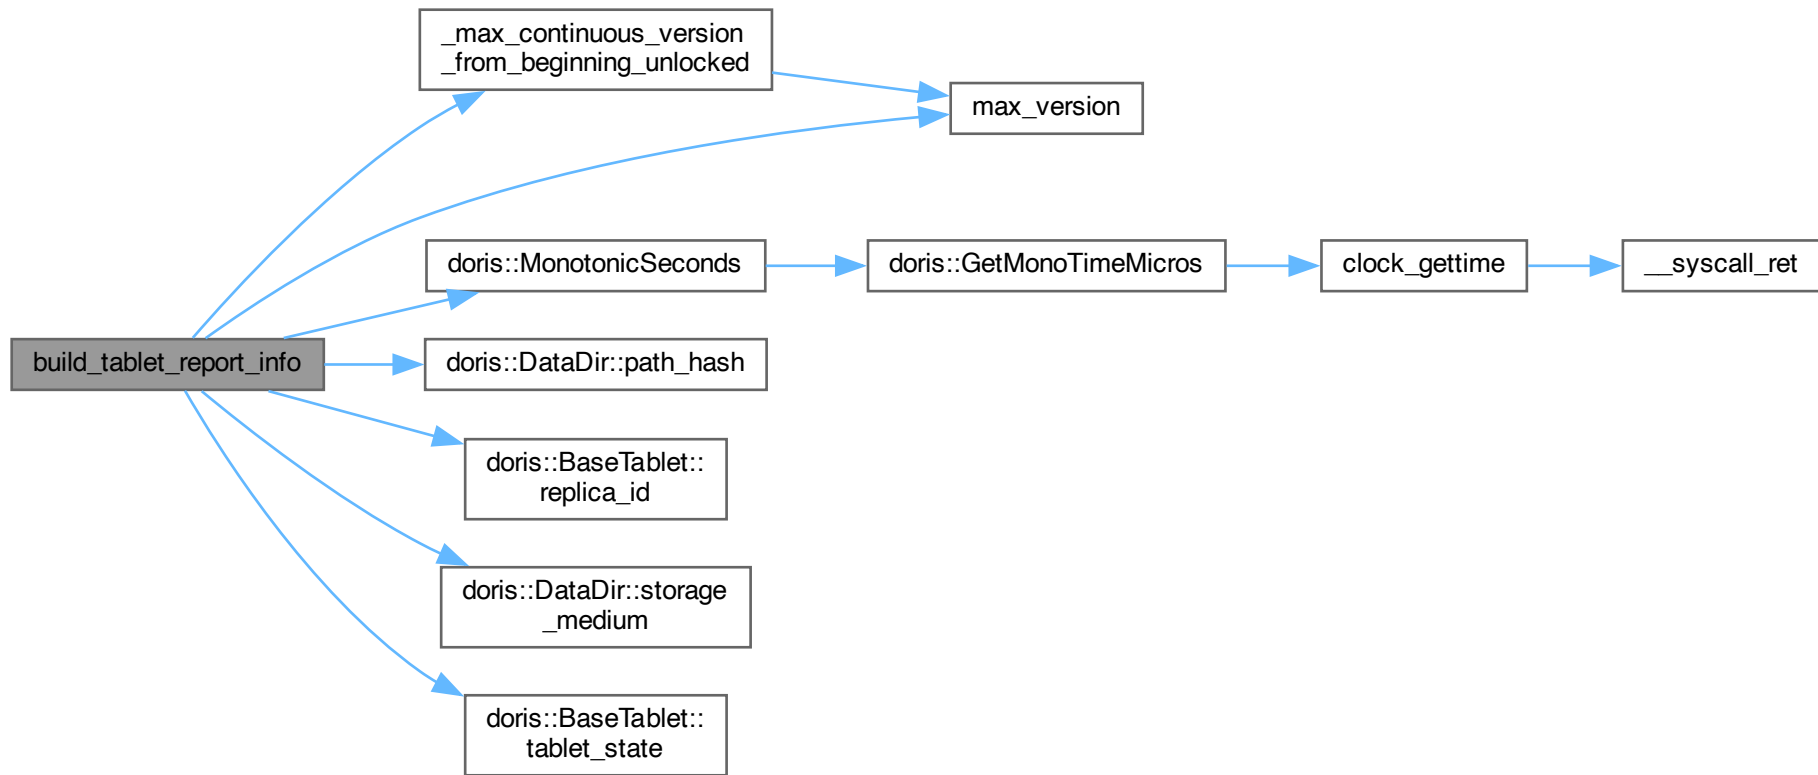 _max_continuous_version
_from_beginning_unlocked
max_version
doris::MonotonicSeconds
doris::GetMonoTimeMicros
clock_gettime
__syscall_ret
build_tablet_report_info
doris::DataDir::path_hash
doris::BaseTablet::
replica_id
doris::DataDir::storage
_medium
doris::BaseTablet::
tablet_state